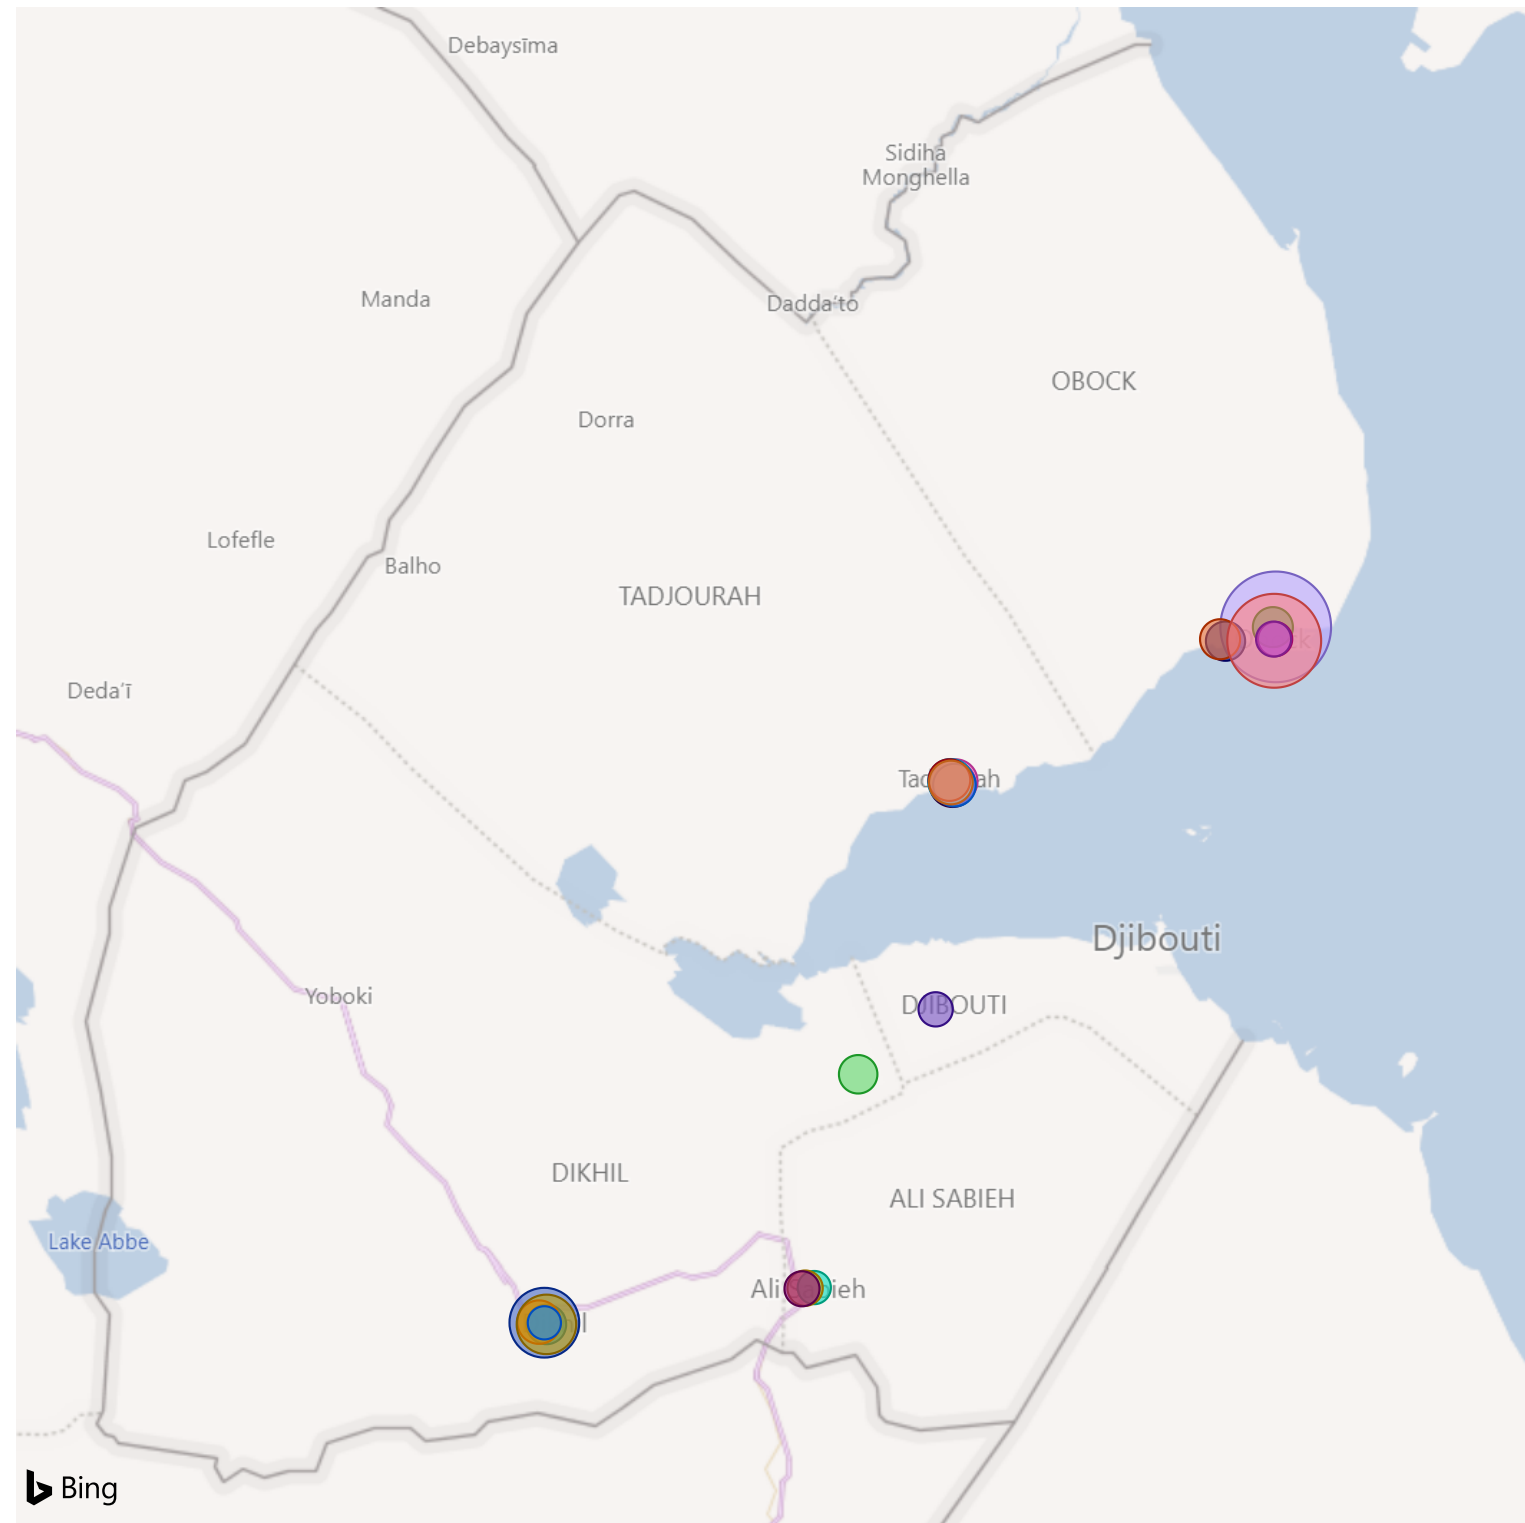 Debaysīma
Sidiha
Monghella
Manda
Dadda‘to
OBOCK
Dorra
Lofefle
Balho
TADJOURAH
Deda‘ī
Djibouti
Yoboki
DJIBOUTI
DIKHIL
ALI SABIEH
Lake Abbe
Bing